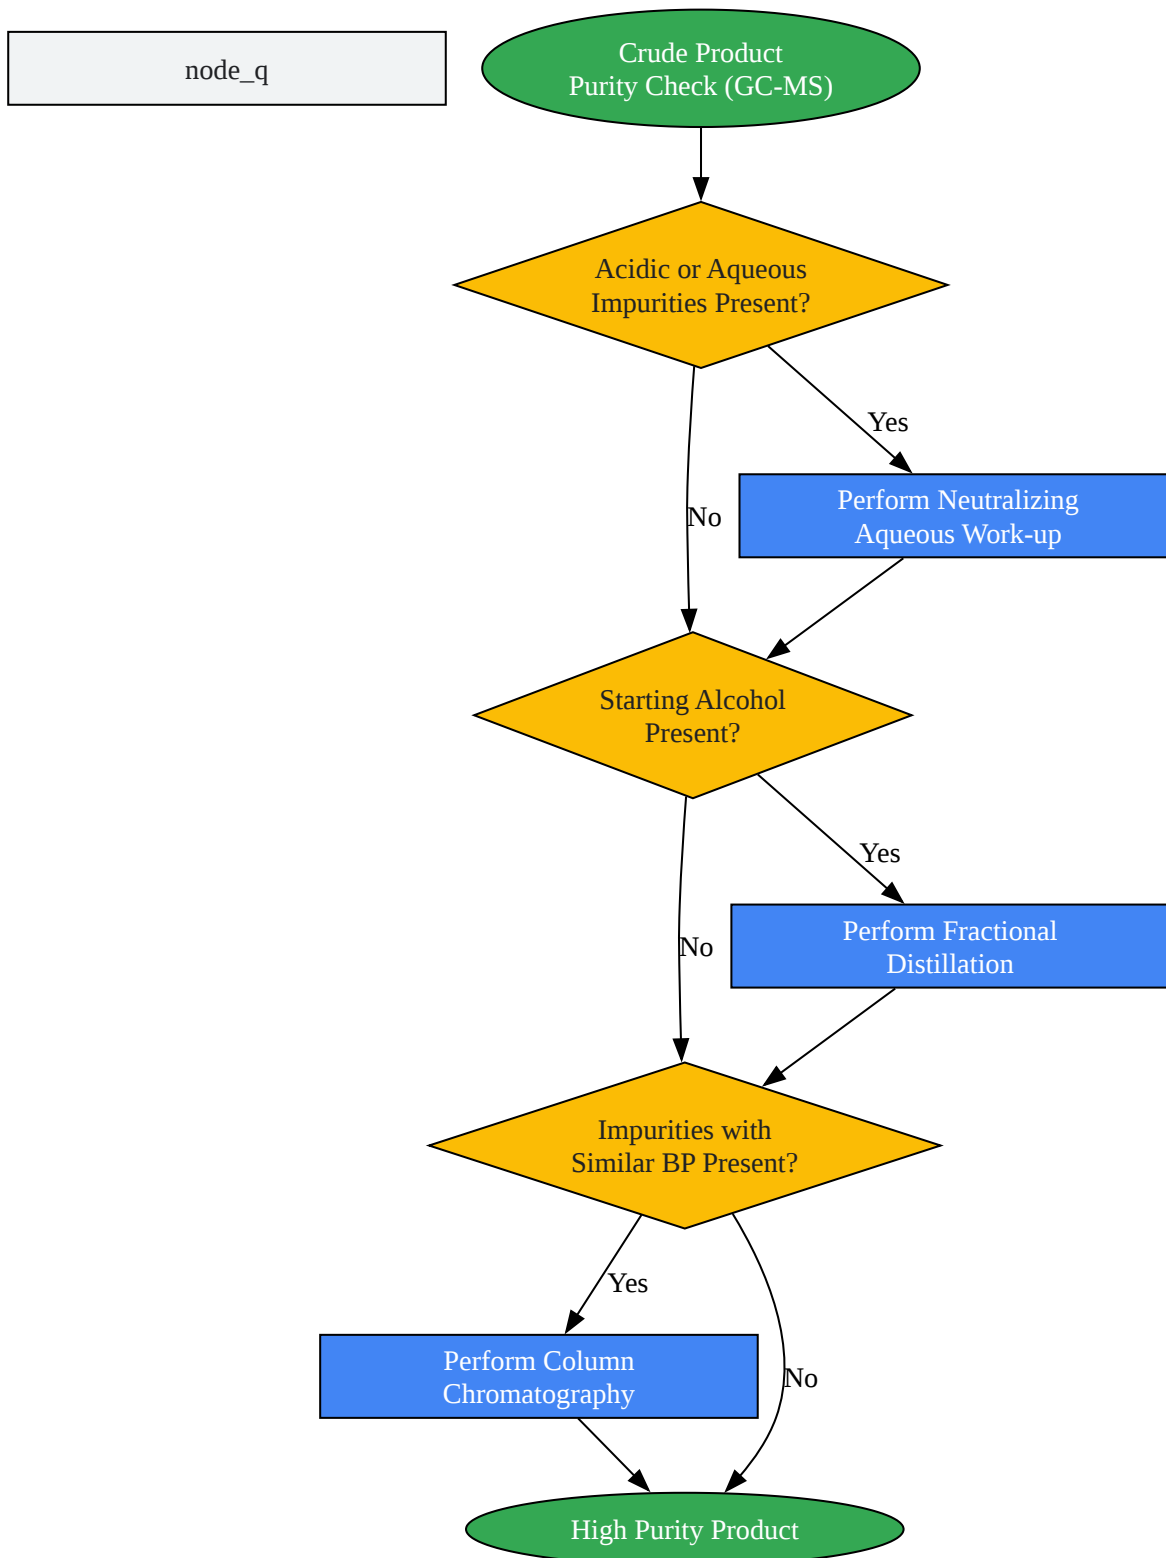 node_q
Crude Product
Purity Check (GC-MS)
Acidic or Aqueous
Impurities Present?
Yes
No
Perform Neutralizing
Aqueous Work-up
Starting Alcohol
Present?
Yes
No
Perform Fractional
Distillation
Impurities with
Similar BP Present?
Yes
No
Perform Column
Chromatography
High Purity Product